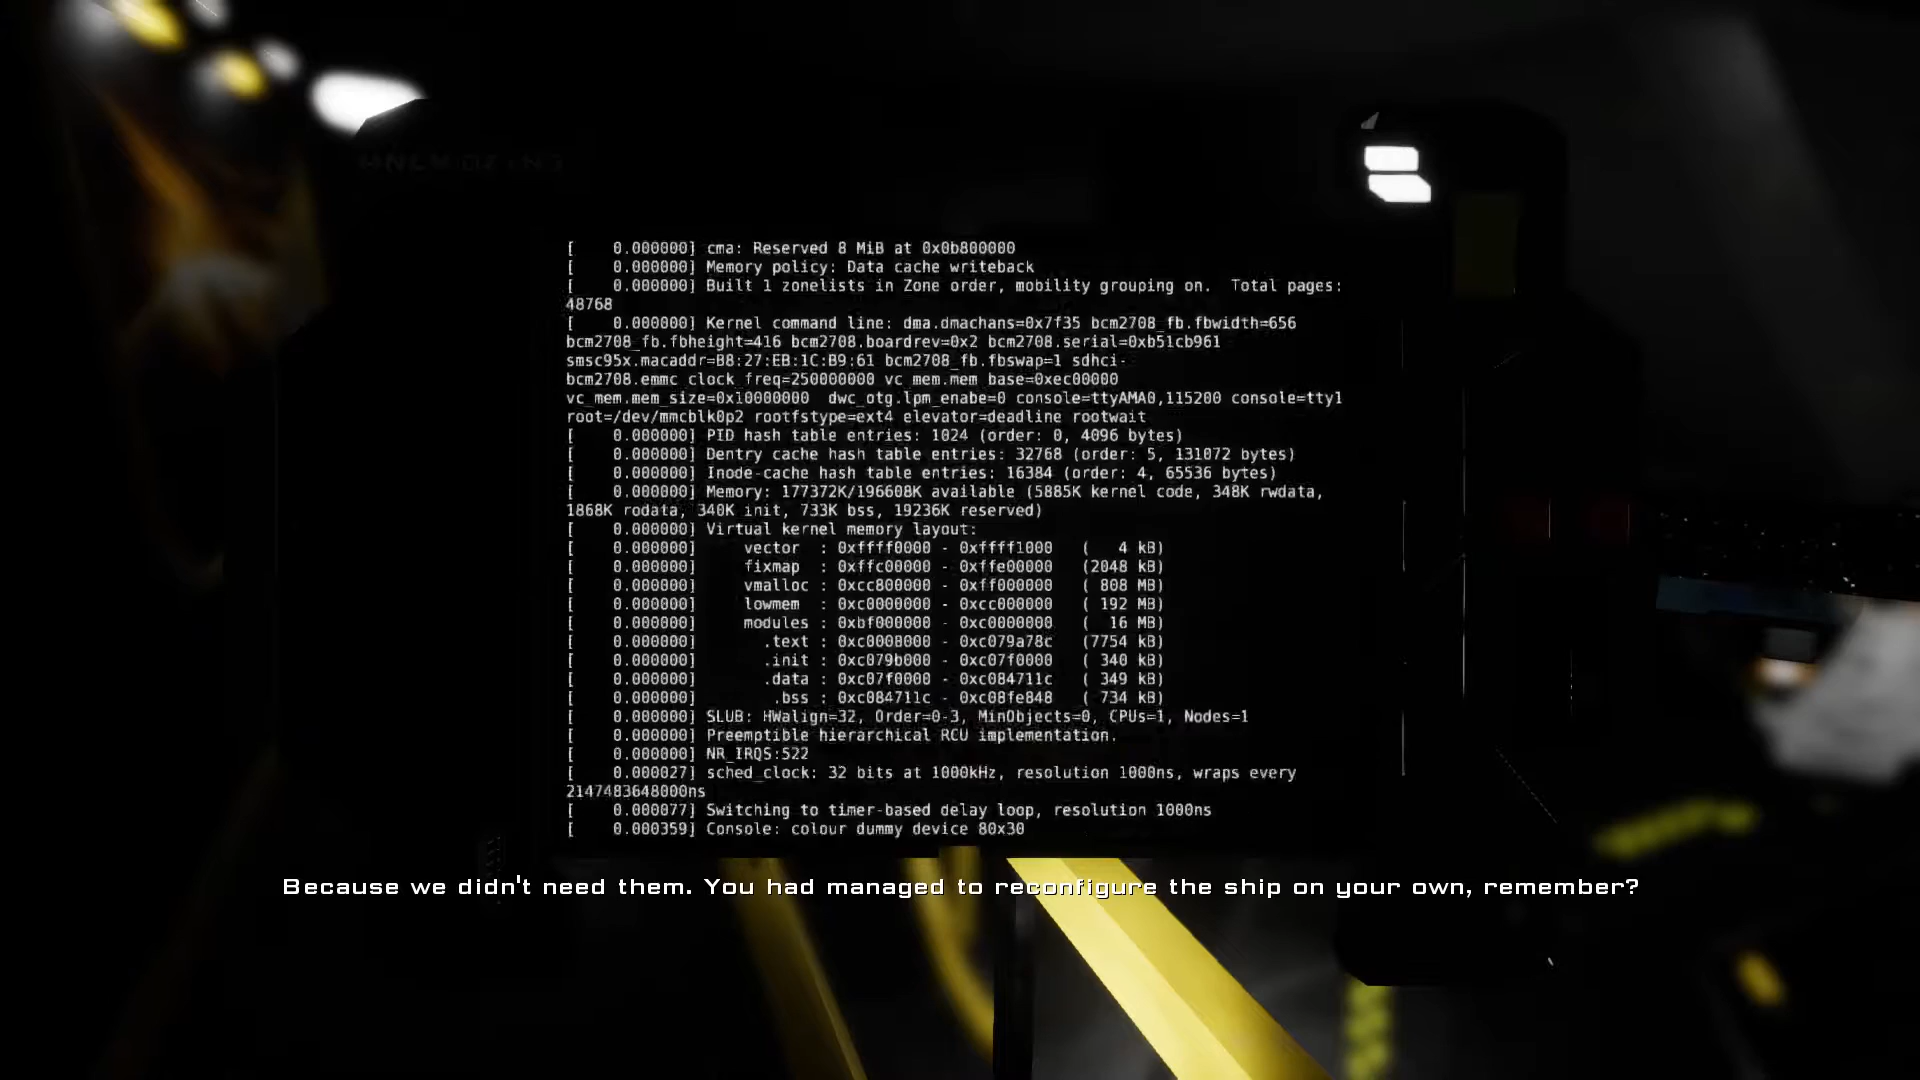 [    0.000000] cma: Reserved 8 MiB at 0x0b800000
[    0.000000] Memory policy: Data cache writeback
[    0.000000] Built 1 zonelists in Zone order, mobility grouping on.  Total pages:
48768
[    0.000000] Kernel command line: dma.dmachans=0x7f35 bcm2708_fb.fbwidth=656
bcm2708_fb.fbheight=416 bcm2708.boardrev=0x2 bcm2708.serial=0xb51cb961
smsc95x.macaddr=B8:27:EB:1C:B9:61 bcm2708_fb.fbswap=1 sdhci-
bcm2708.emmc_clock_freq=250000000 vc_mem.mem_base=0xec00000
vc_mem.mem_size=0x10000000  dwc_otg.lpm_enabe=0 console=ttyAMA0,115200 console=tty1
root=/dev/mmcblk0p2 rootfstype=ext4 elevator=deadline rootwait
[    0.000000] PID hash table entries: 1024 (order: 0, 4096 bytes)
[    0.000000] Dentry cache hash table entries: 32768 (order: 5, 131072 bytes)
[    0.000000] Inode-cache hash table entries: 16384 (order: 4, 65536 bytes)
[    0.000000] Memory: 177372K/196608K available (5885K kernel code, 348K rwdata,
1868K rodata, 340K init, 733K bss, 19236K reserved)
[    0.000000] Virtual kernel memory layout:
[    0.000000]     vector  : 0xffff0000 - 0xffff1000   (   4 kB)
[    0.000000]     fixmap  : 0xffc00000 - 0xffe00000   (2048 kB)
[    0.000000]     vmalloc : 0xcc800000 - 0xff000000   ( 808 MB)
[    0.000000]     lowmem  : 0xc0000000 - 0xcc000000   ( 192 MB)
[    0.000000]     modules : 0xbf000000 - 0xc0000000   (  16 MB)
[    0.000000]       .text : 0xc0008000 - 0xc079a78c   (7754 kB)
[    0.000000]       .init : 0xc079b000 - 0xc07f0000   ( 340 kB)
[    0.000000]       .data : 0xc07f0000 - 0xc084711c   ( 349 kB)
[    0.000000]        .bss : 0xc084711c - 0xc08fe848   ( 734 kB)
[    0.000000] SLUB: HWalign=32, Order=0-3, MinObjects=0, CPUs=1, Nodes=1
[    0.000000] Preemptible hierarchical RCU implementation.
[    0.000000] NR_IRQS:522
[    0.000027] sched_clock: 32 bits at 1000kHz, resolution 1000ns, wraps every
2147483648000ns
[    0.000077] Switching to timer-based delay loop, resolution 1000ns
[    0.000359] Console: colour dummy device 80x30
Because we didn't need them. You had managed to reconfigure the ship on your own, remember?